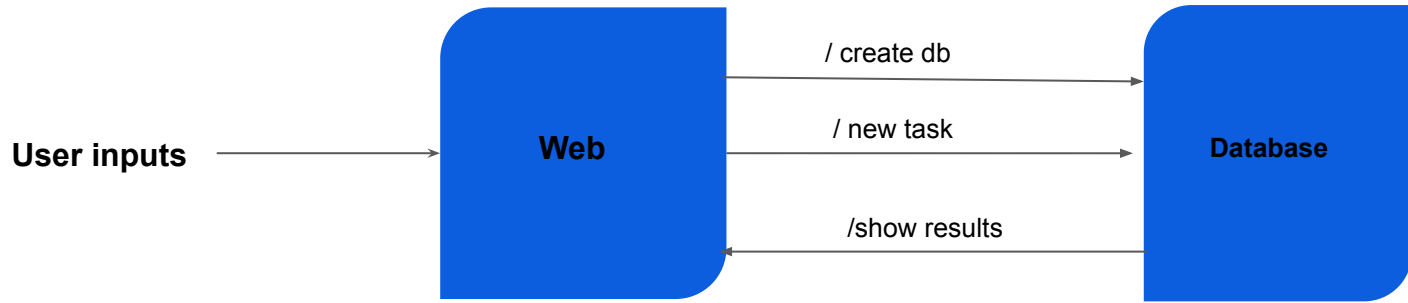 User inputs
Web
/ create db
/ new task
/show results
Database